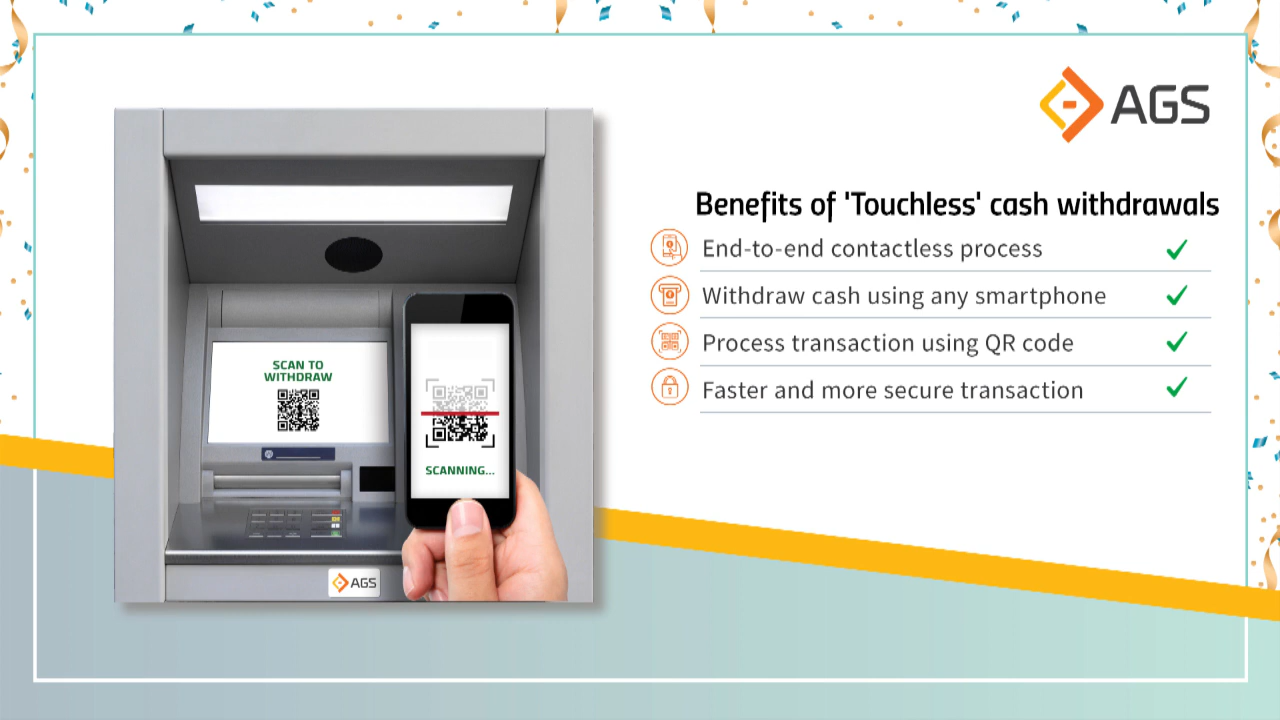 AGS
Benefits of 'Touchless' cash withdrawals
End-to-end contactless process
Withdraw cash using any smartphone
Process transaction using QR code
Faster and more secure transaction
SCAN TO
WITHDRAW
SCANNING...
AGS